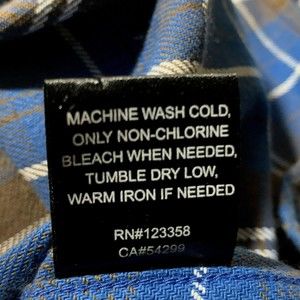 MACHINE WASH COLD,
ONLY NON-CHLORINE
BLEACH WHEN NEEDED,
TUMBLE DRY LOW,
WARM IRON IF NEEDED
RN#123358
CA#54299